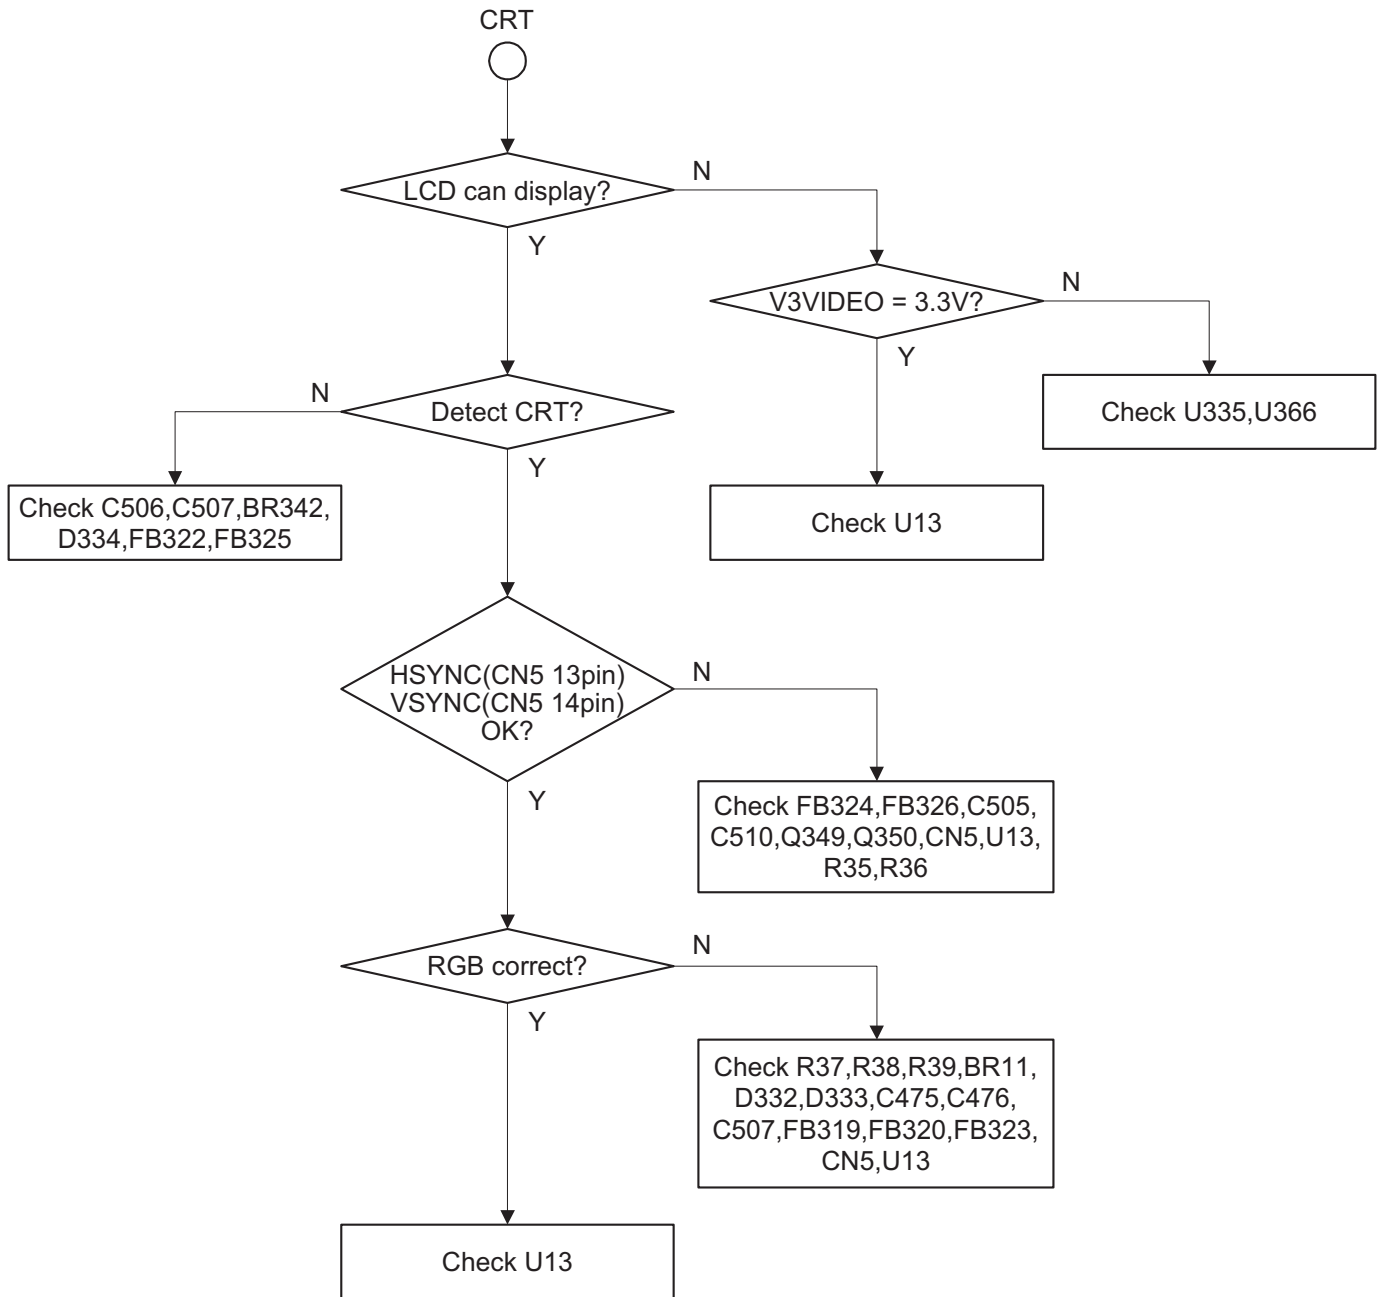 CRT
LCD can display?
N
Y
V3VIDEO = 3.3V?
N
Y
Check U335,U366
N
Detect CRT?
Y
Check C506,C507,BR342,
D334,FB322,FB325
Check U13
HSYNC(CN5 13pin)
VSYNC(CN5 14pin)
OK?
N
Y
Check FB324,FB326,C505,
C510,Q349,Q350,CN5,U13,
R35,R36
RGB correct?
N
Y
Check R37,R38,R39,BR11,
D332,D333,C475,C476,
C507,FB319,FB320,FB323,
CN5,U13
Check U13